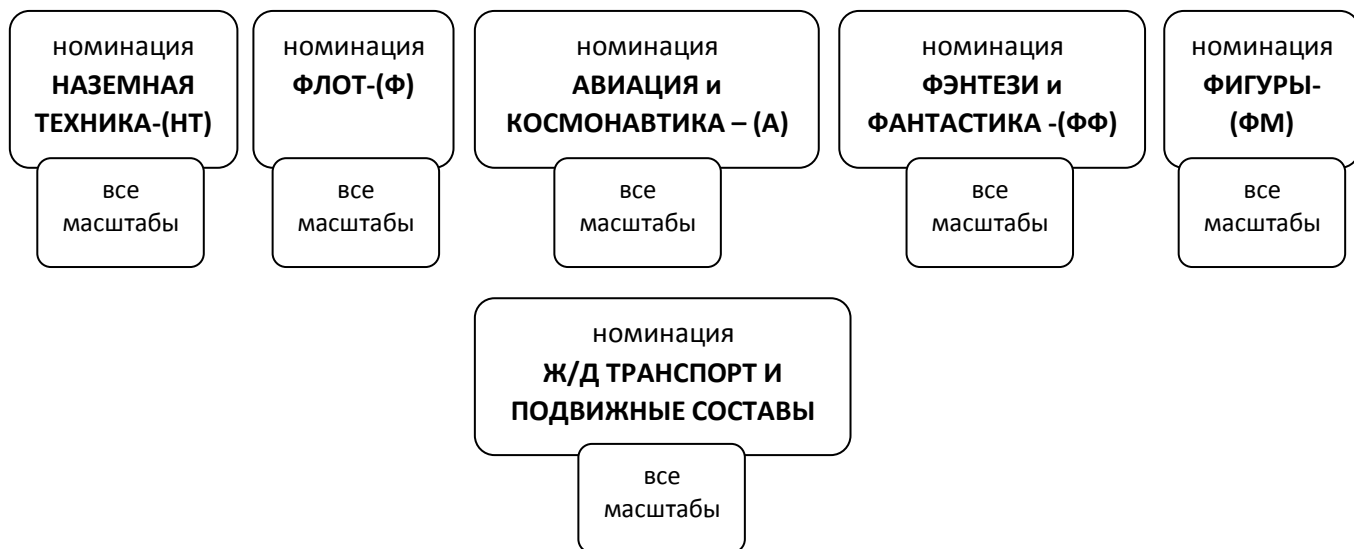 номинация
НАЗЕМНАЯ
ТЕХНИКА-(НТ)
все
масштабы
номинация
ФЛОТ-(Ф)
все
масштабы
номинация
АВИАЦИЯ и
КОСМОНАВТИКА – (А)
все
масштабы
номинация
ФЭНТЕЗИ и
ФАНТАСТИКА -(ФФ)
все
масштабы
номинация
ФИГУРЫ-
(ФМ)
все
масштабы
номинация
Ж/Д ТРАНСПОРТ И
ПОДВИЖНЫЕ СОСТАВЫ
все
масштабы